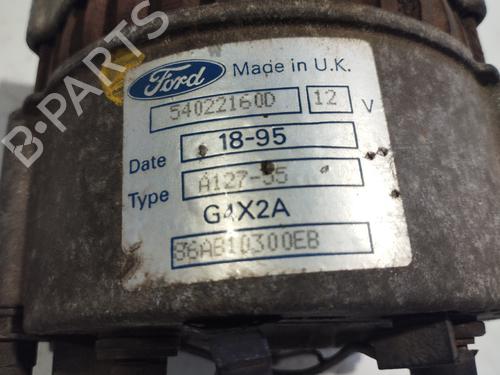 Ford Made in U.K.
54022160D 12 V
Date 18-95
Type A127-55
G4X2A
86AB10300EB
B-PARTS